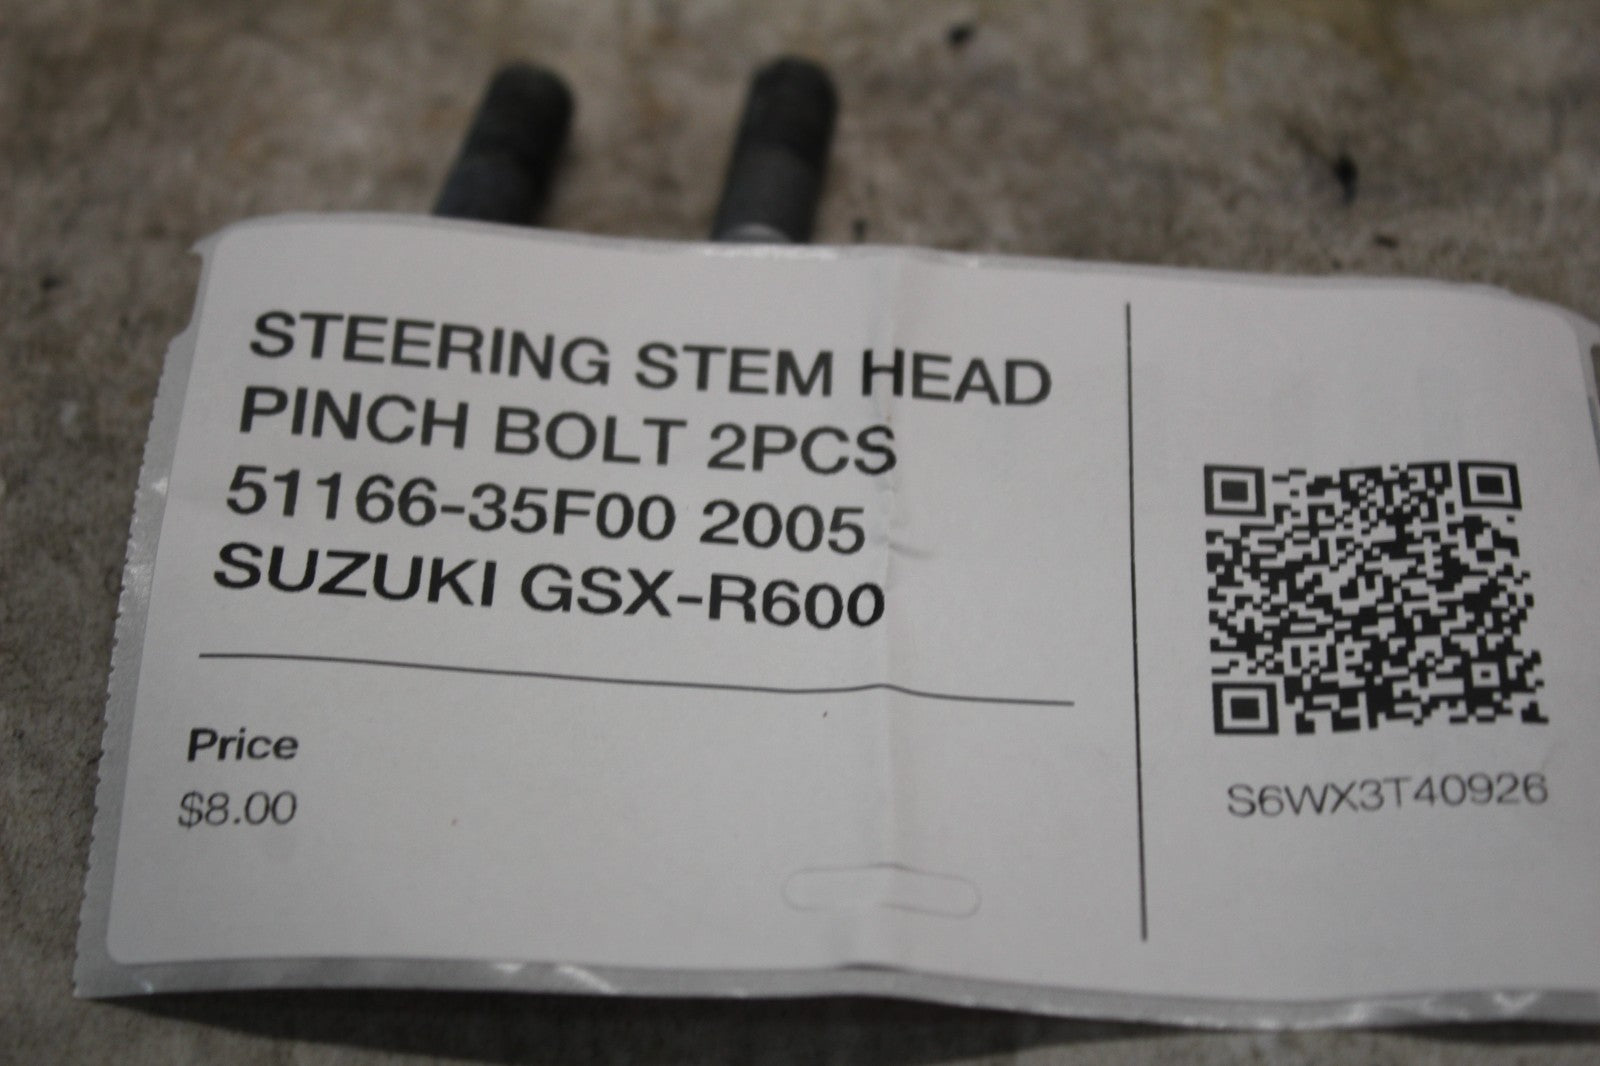 STEERING STEM HEAD
PINCH BOLT 2PCS
51166-35F00 2005
SUZUKI GSX-R600
Price
$8.00
S6WX3T40926